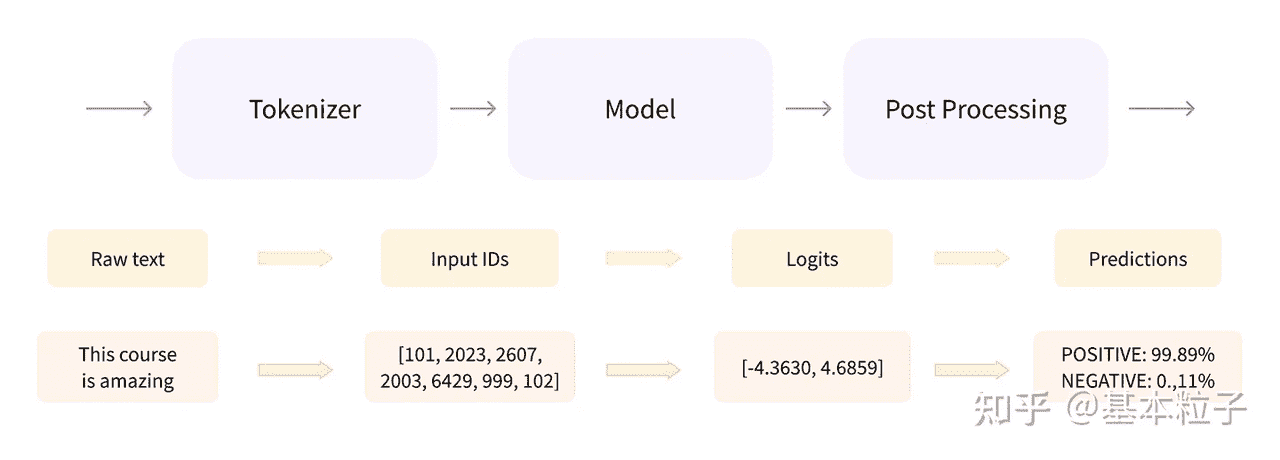 Tokenizer
Model
Post Processing
Raw text
Input IDs
Logits
Predictions
This course
is amazing
[101, 2023, 2607,
2003, 6429, 999, 102]
[-4.3630, 4.6859]
POSITIVE: 99.89%
NEGATIVE: 0.,11%
知乎 @基本粒子